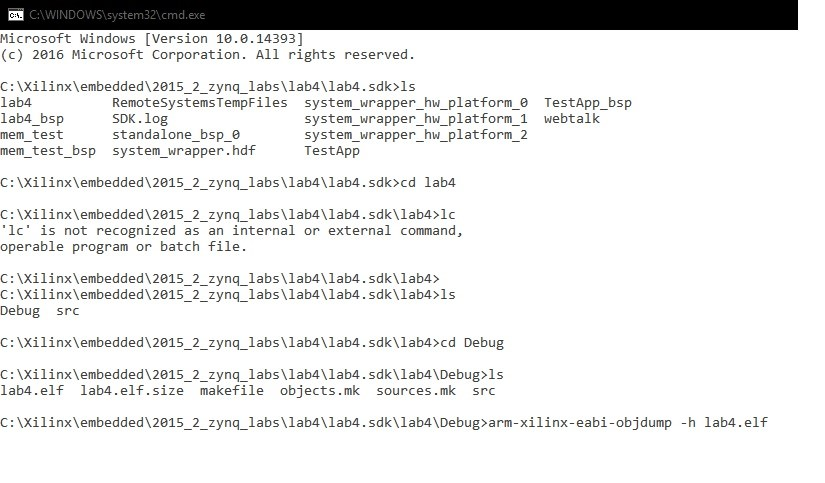 C:\WINDOWS\system32\cmd.exe
Microsoft Windows [Version 10.0.14393]
(c) 2016 Microsoft Corporation. All rights reserved.
C:\Xilinx\embedded\2015_2_zynq_labs\lab4\lab4.sdk>ls
lab4          RemoteSystemsTempFiles  system_wrapper_hw_platform_0  TestApp_bsp
lab4_bsp      SDK.log                 system_wrapper_hw_platform_1  webtalk
mem_test      standalone_bsp_0        system_wrapper_hw_platform_2
mem_test_bsp  system_wrapper.hdf      TestApp
C:\Xilinx\embedded\2015_2_zynq_labs\lab4\lab4.sdk>cd lab4
C:\Xilinx\embedded\2015_2_zynq_labs\lab4\lab4.sdk\lab4>lc
'lc' is not recognized as an internal or external command,
operable program or batch file.
C:\Xilinx\embedded\2015_2_zynq_labs\lab4\lab4.sdk\lab4>
C:\Xilinx\embedded\2015_2_zynq_labs\lab4\lab4.sdk\lab4>ls
Debug  src
C:\Xilinx\embedded\2015_2_zynq_labs\lab4\lab4.sdk\lab4>cd Debug
C:\Xilinx\embedded\2015_2_zynq_labs\lab4\lab4.sdk\lab4\Debug>ls
lab4.elf  lab4.elf.size  makefile  objects.mk  sources.mk  src
C:\Xilinx\embedded\2015_2_zynq_labs\lab4\lab4.sdk\lab4\Debug>arm-xilinx-eabi-objdump -h lab4.elf